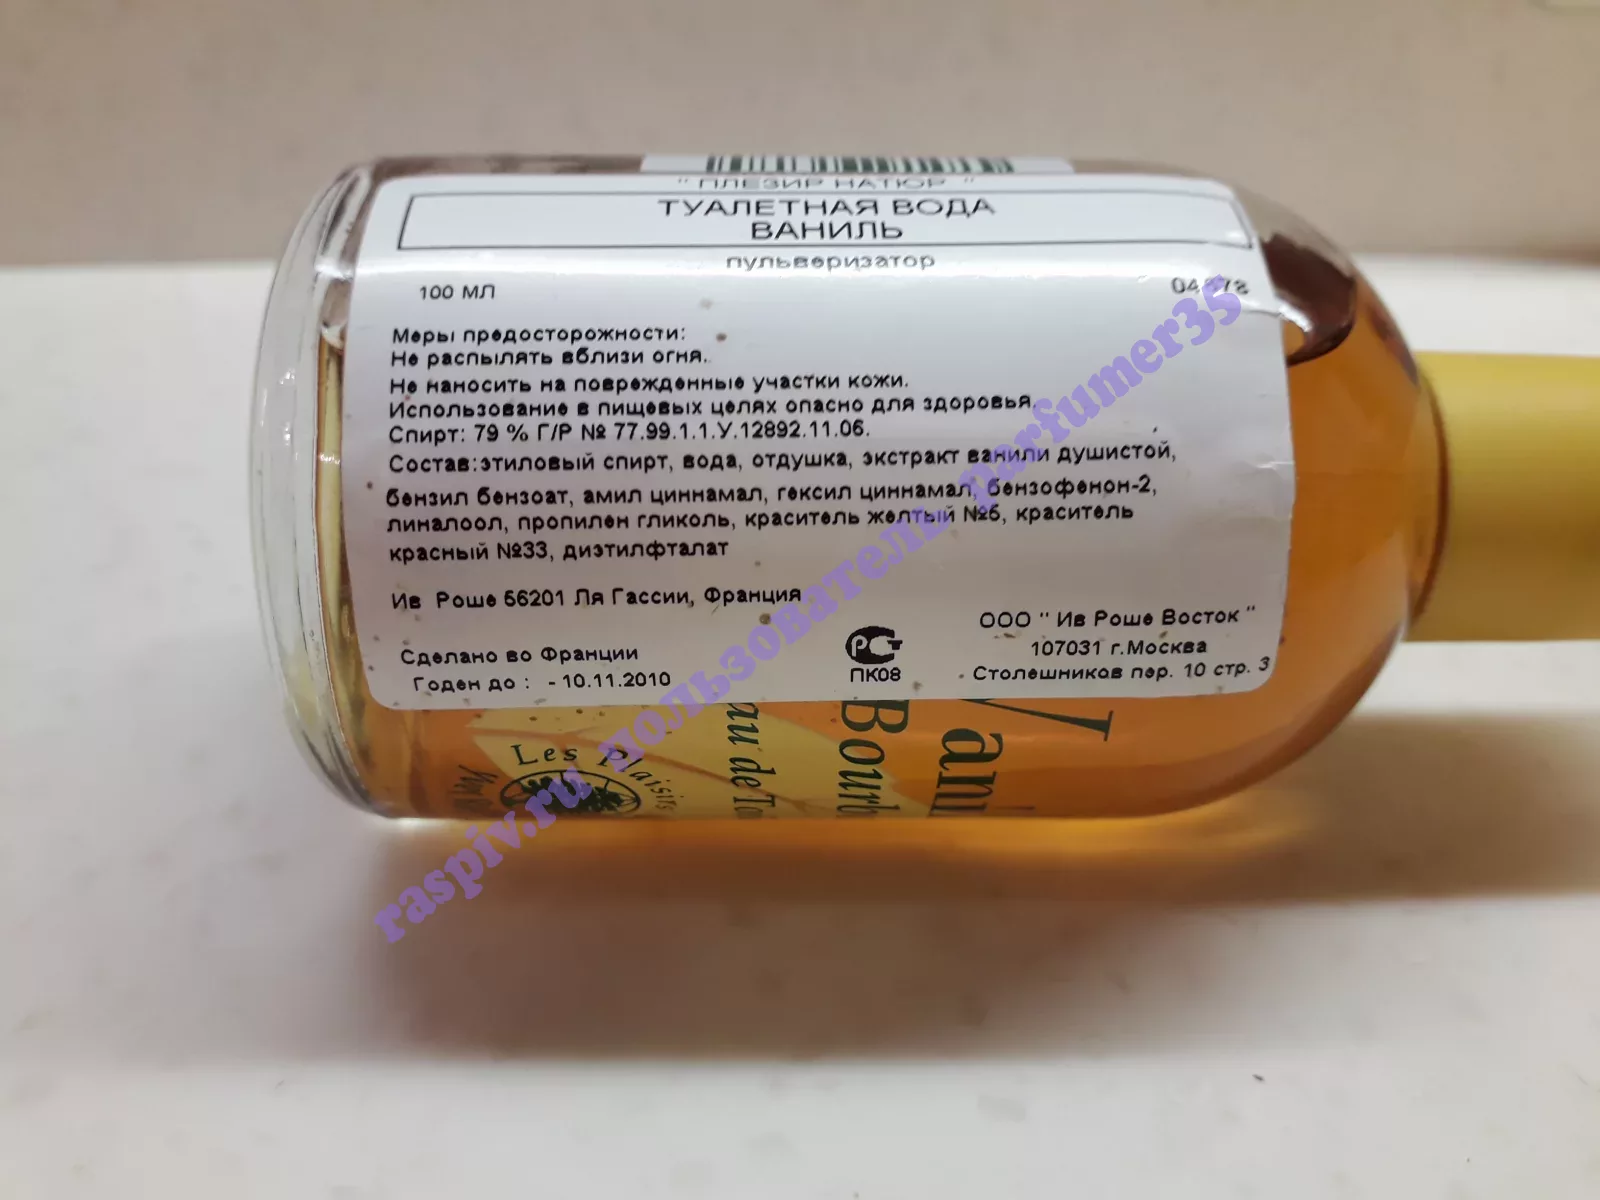 " ПЛЕЗИР НАТЮР "
ТУАЛЕТНАЯ ВОДА
ВАНИЛЬ
пульверизатор
100 МЛ
Меры предосторожности:
Не распылять вблизи огня.
Не наносить на поврежденные участки кожи.
Использование в пищевых целях опасно для здоровья.
Спирт: 79 % Г/Р № 77.99.1.1.У.12892.11.06.
Состав:этиловый спирт, вода, отдушка, экстракт ванили душистой,
бензил бензоат, амил циннамал, гексил циннамал, бензофенон-2,
линалоол, пропилен гликоль, краситель желтый №6, краситель
красный №33, диэтилфталат
Ив Роше 56201 Ля Гассии, Франция
Сделано во Франции
Годен до : - 10.11.2010
РСТ
ПК08
ООО " Ив Роше Восток "
107031 г.Москва
Столешников пер. 10 стр. 3
Les Plaisirs
au de
raspiv.ru пользователь parfumer35